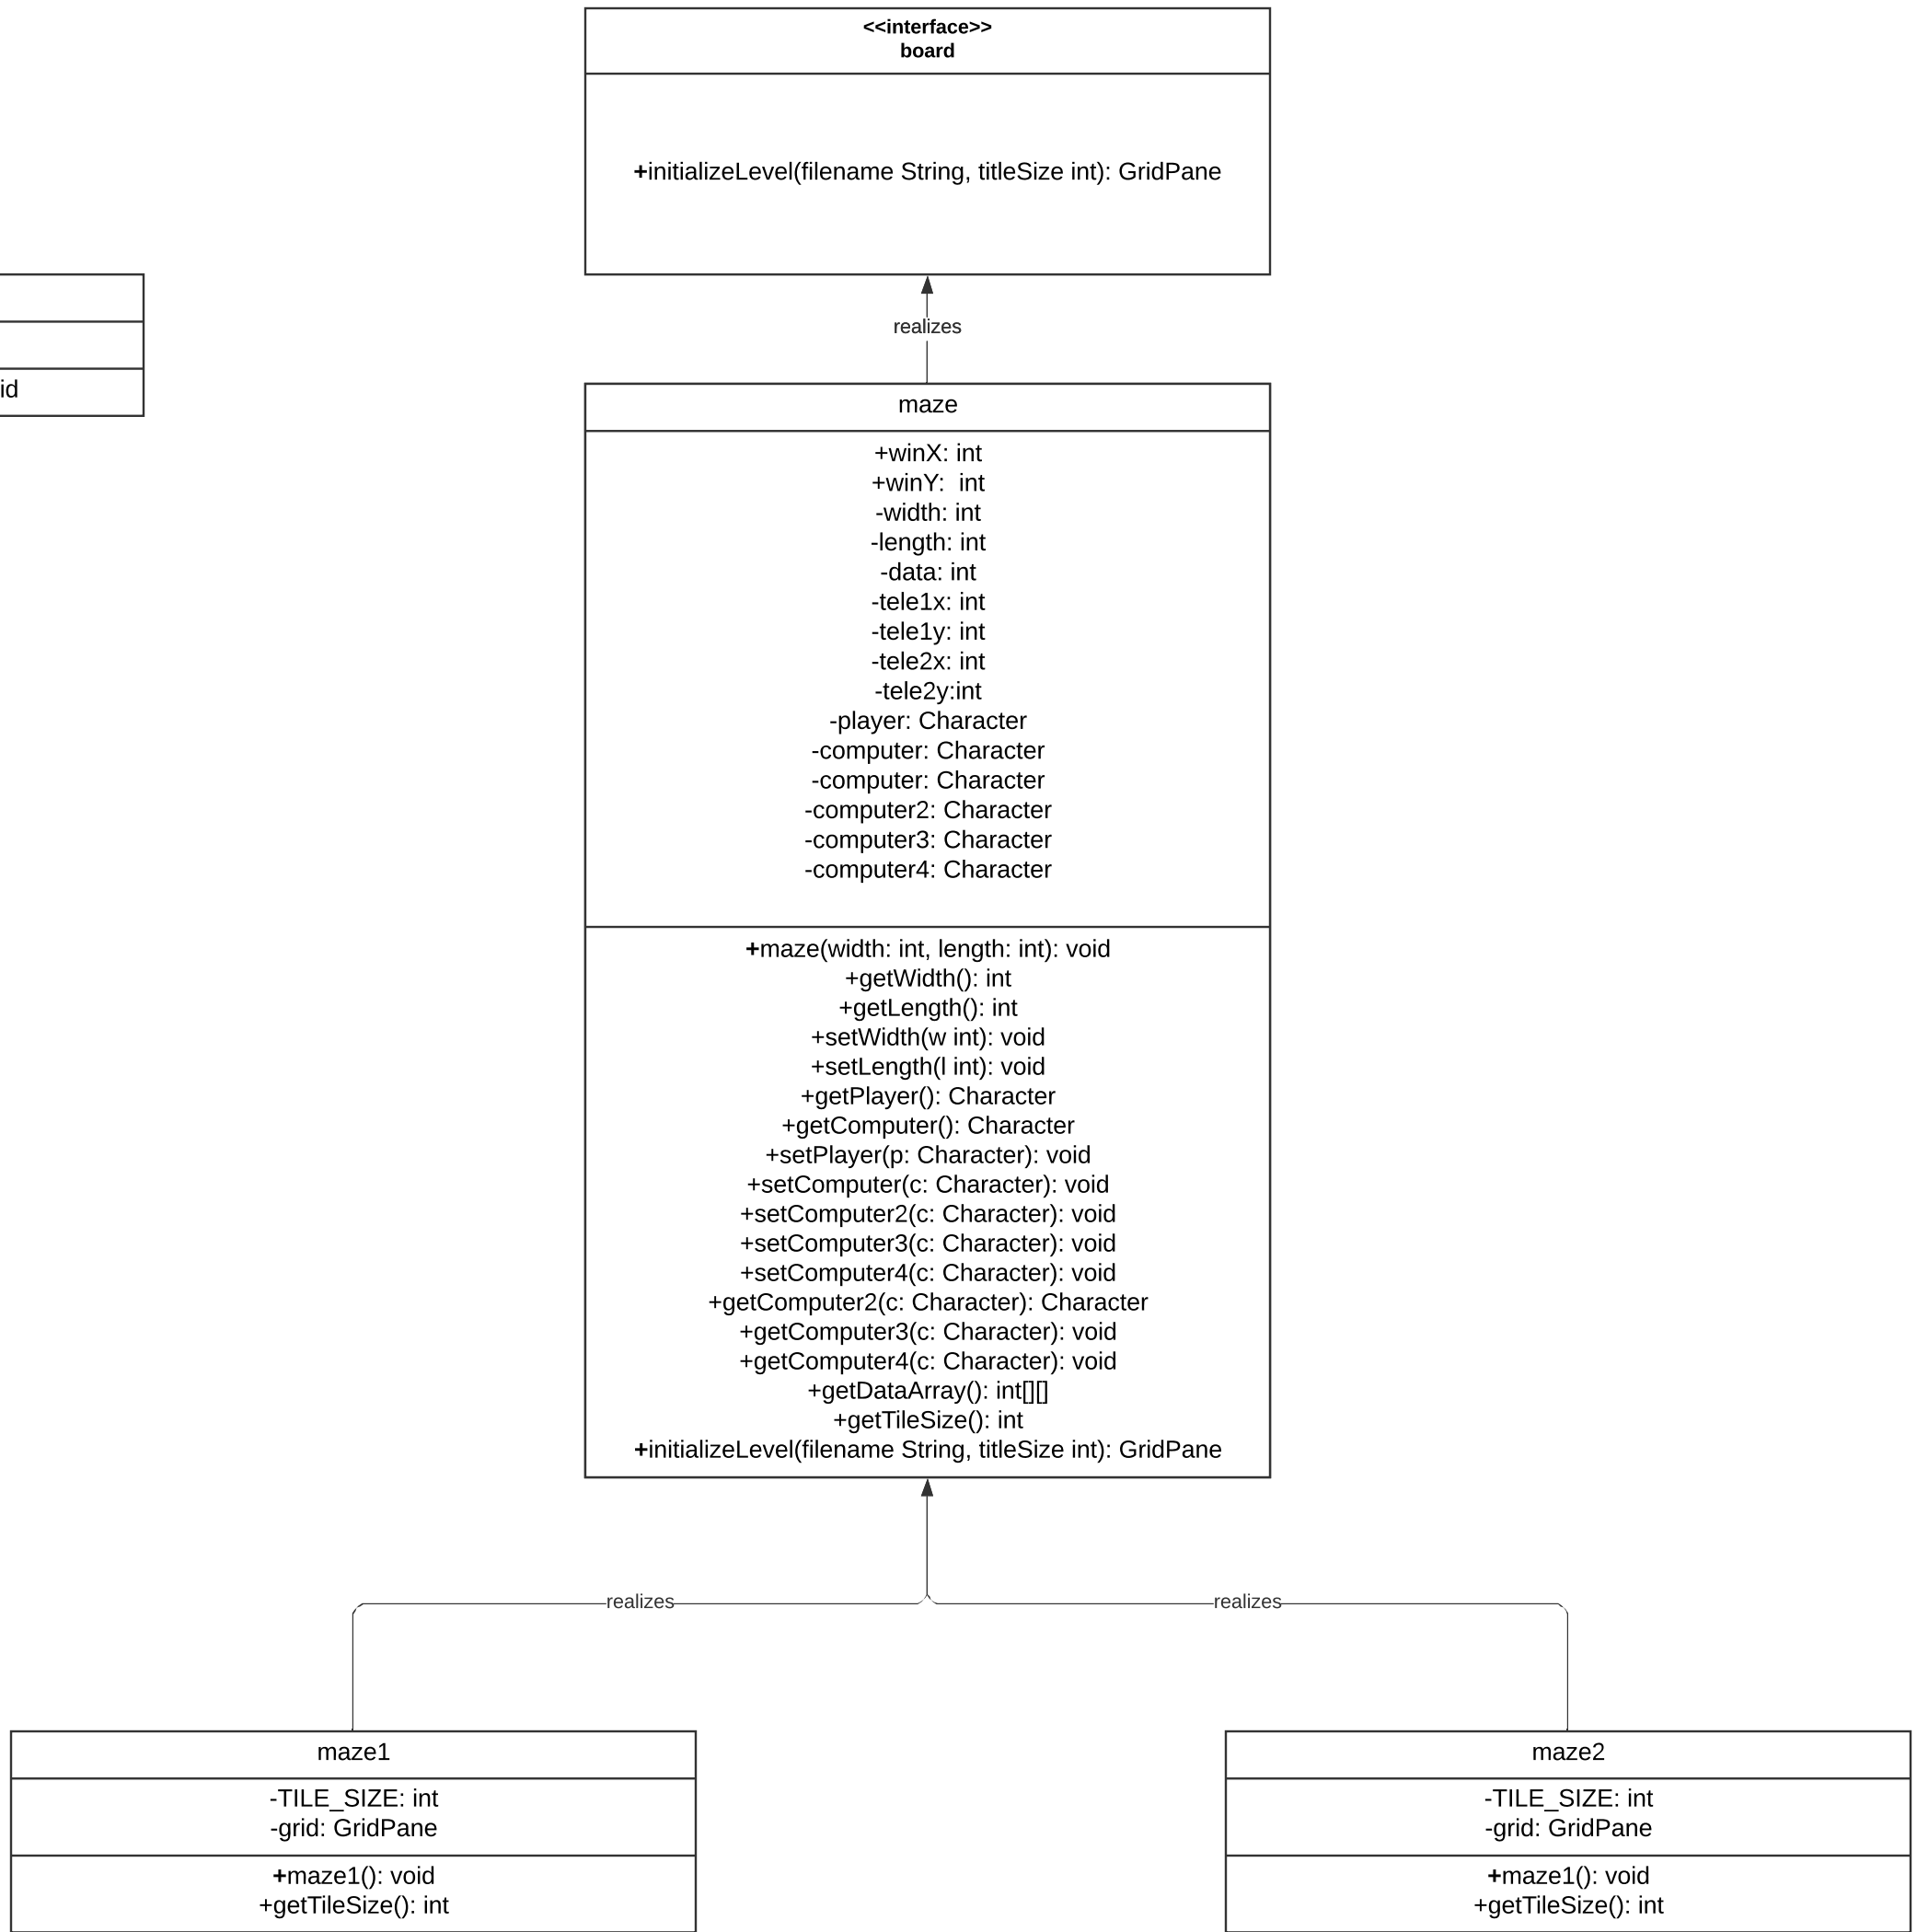 <<interface>>
board
+initializeLevel(filename String, titleSize int): GridPane
id
realizes
maze
+winX: int
+winY:  int
-width: int
-length: int
-data: int
-tele1x: int
-tele1y: int
-tele2x: int
-tele2y:int
-player: Character
-computer: Character
-computer: Character
-computer2: Character
-computer3: Character
-computer4: Character
+maze(width: int, length: int): void
+getWidth(): int
+getLength(): int
+setWidth(w int): void
+setLength(l int): void
+getPlayer(): Character
+getComputer(): Character
+setPlayer(p: Character): void
+setComputer(c: Character): void
+setComputer2(c: Character): void
+setComputer3(c: Character): void
+setComputer4(c: Character): void
+getComputer2(c: Character): Character
+getComputer3(c: Character): void
+getComputer4(c: Character): void
+getDataArray(): int[][]
+getTileSize(): int
+initializeLevel(filename String, titleSize int): GridPane
realizes
realizes
maze1
-TILE_SIZE: int
-grid: GridPane
+maze1(): void
+getTileSize(): int
maze2
-TILE_SIZE: int
-grid: GridPane
+maze1(): void
+getTileSize(): int